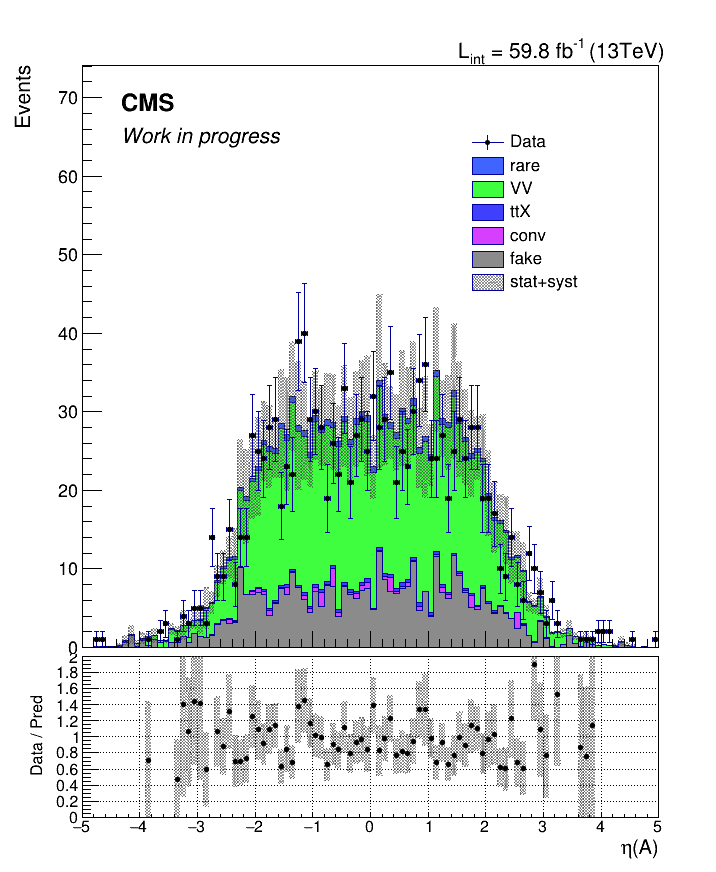 L_int = 59.8 fb^-1 (13TeV)
Events
CMS
Work in progress
Data
rare
VV
ttX
conv
fake
stat+syst
70
60
50
40
30
20
10
0
Data / Pred
2
1.8
1.6
1.4
1.2
1
0.8
0.6
0.4
0.2
0
−5 −4 −3 −2 −1 0 1 2 3 4 5
η(A)